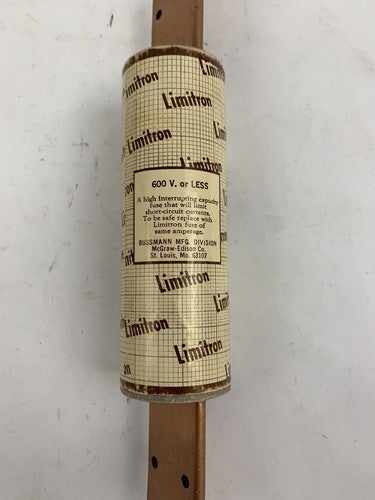 Limitron
Limitron
Limitron
Limitron
600 V. or LESS
A high interrupting capacity
fuse that will limit
short-circuit currents.
To be safe replace with
Limitron fuse of
same amperage.
BUSSMANN MFG. DIVISION
McGraw-Edison Co.
St. Louis, Mo. 63107
Limitron
Limitron
Limitron
Limitron